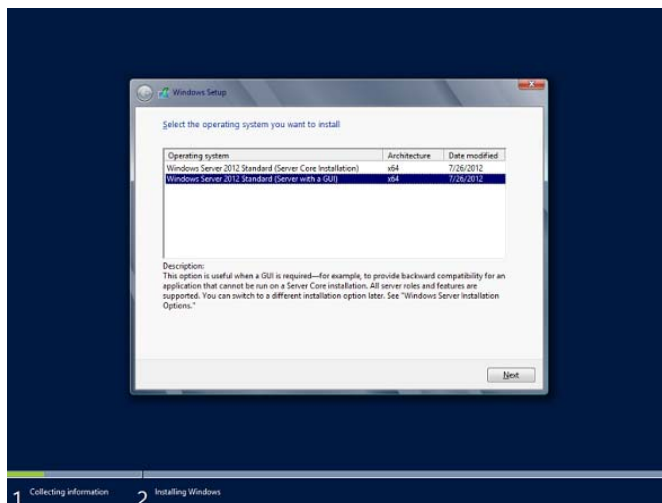 Windows Setup
Select the operating system you want to install
Operating system Architecture Date modified
Windows Server 2012 Standard (Server Core Installation) x64 7/26/2012
Windows Server 2012 Standard (Server with a GUI) x64 7/26/2012
Description:
This option is useful when a GUI is required—for example, to provide backward compatibility for an
application that cannot be run on a Server Core installation. All server roles and features are
supported. You can switch to a different installation option later. See "Windows Server Installation
Options."
Next
1 Collecting information 2 Installing Windows